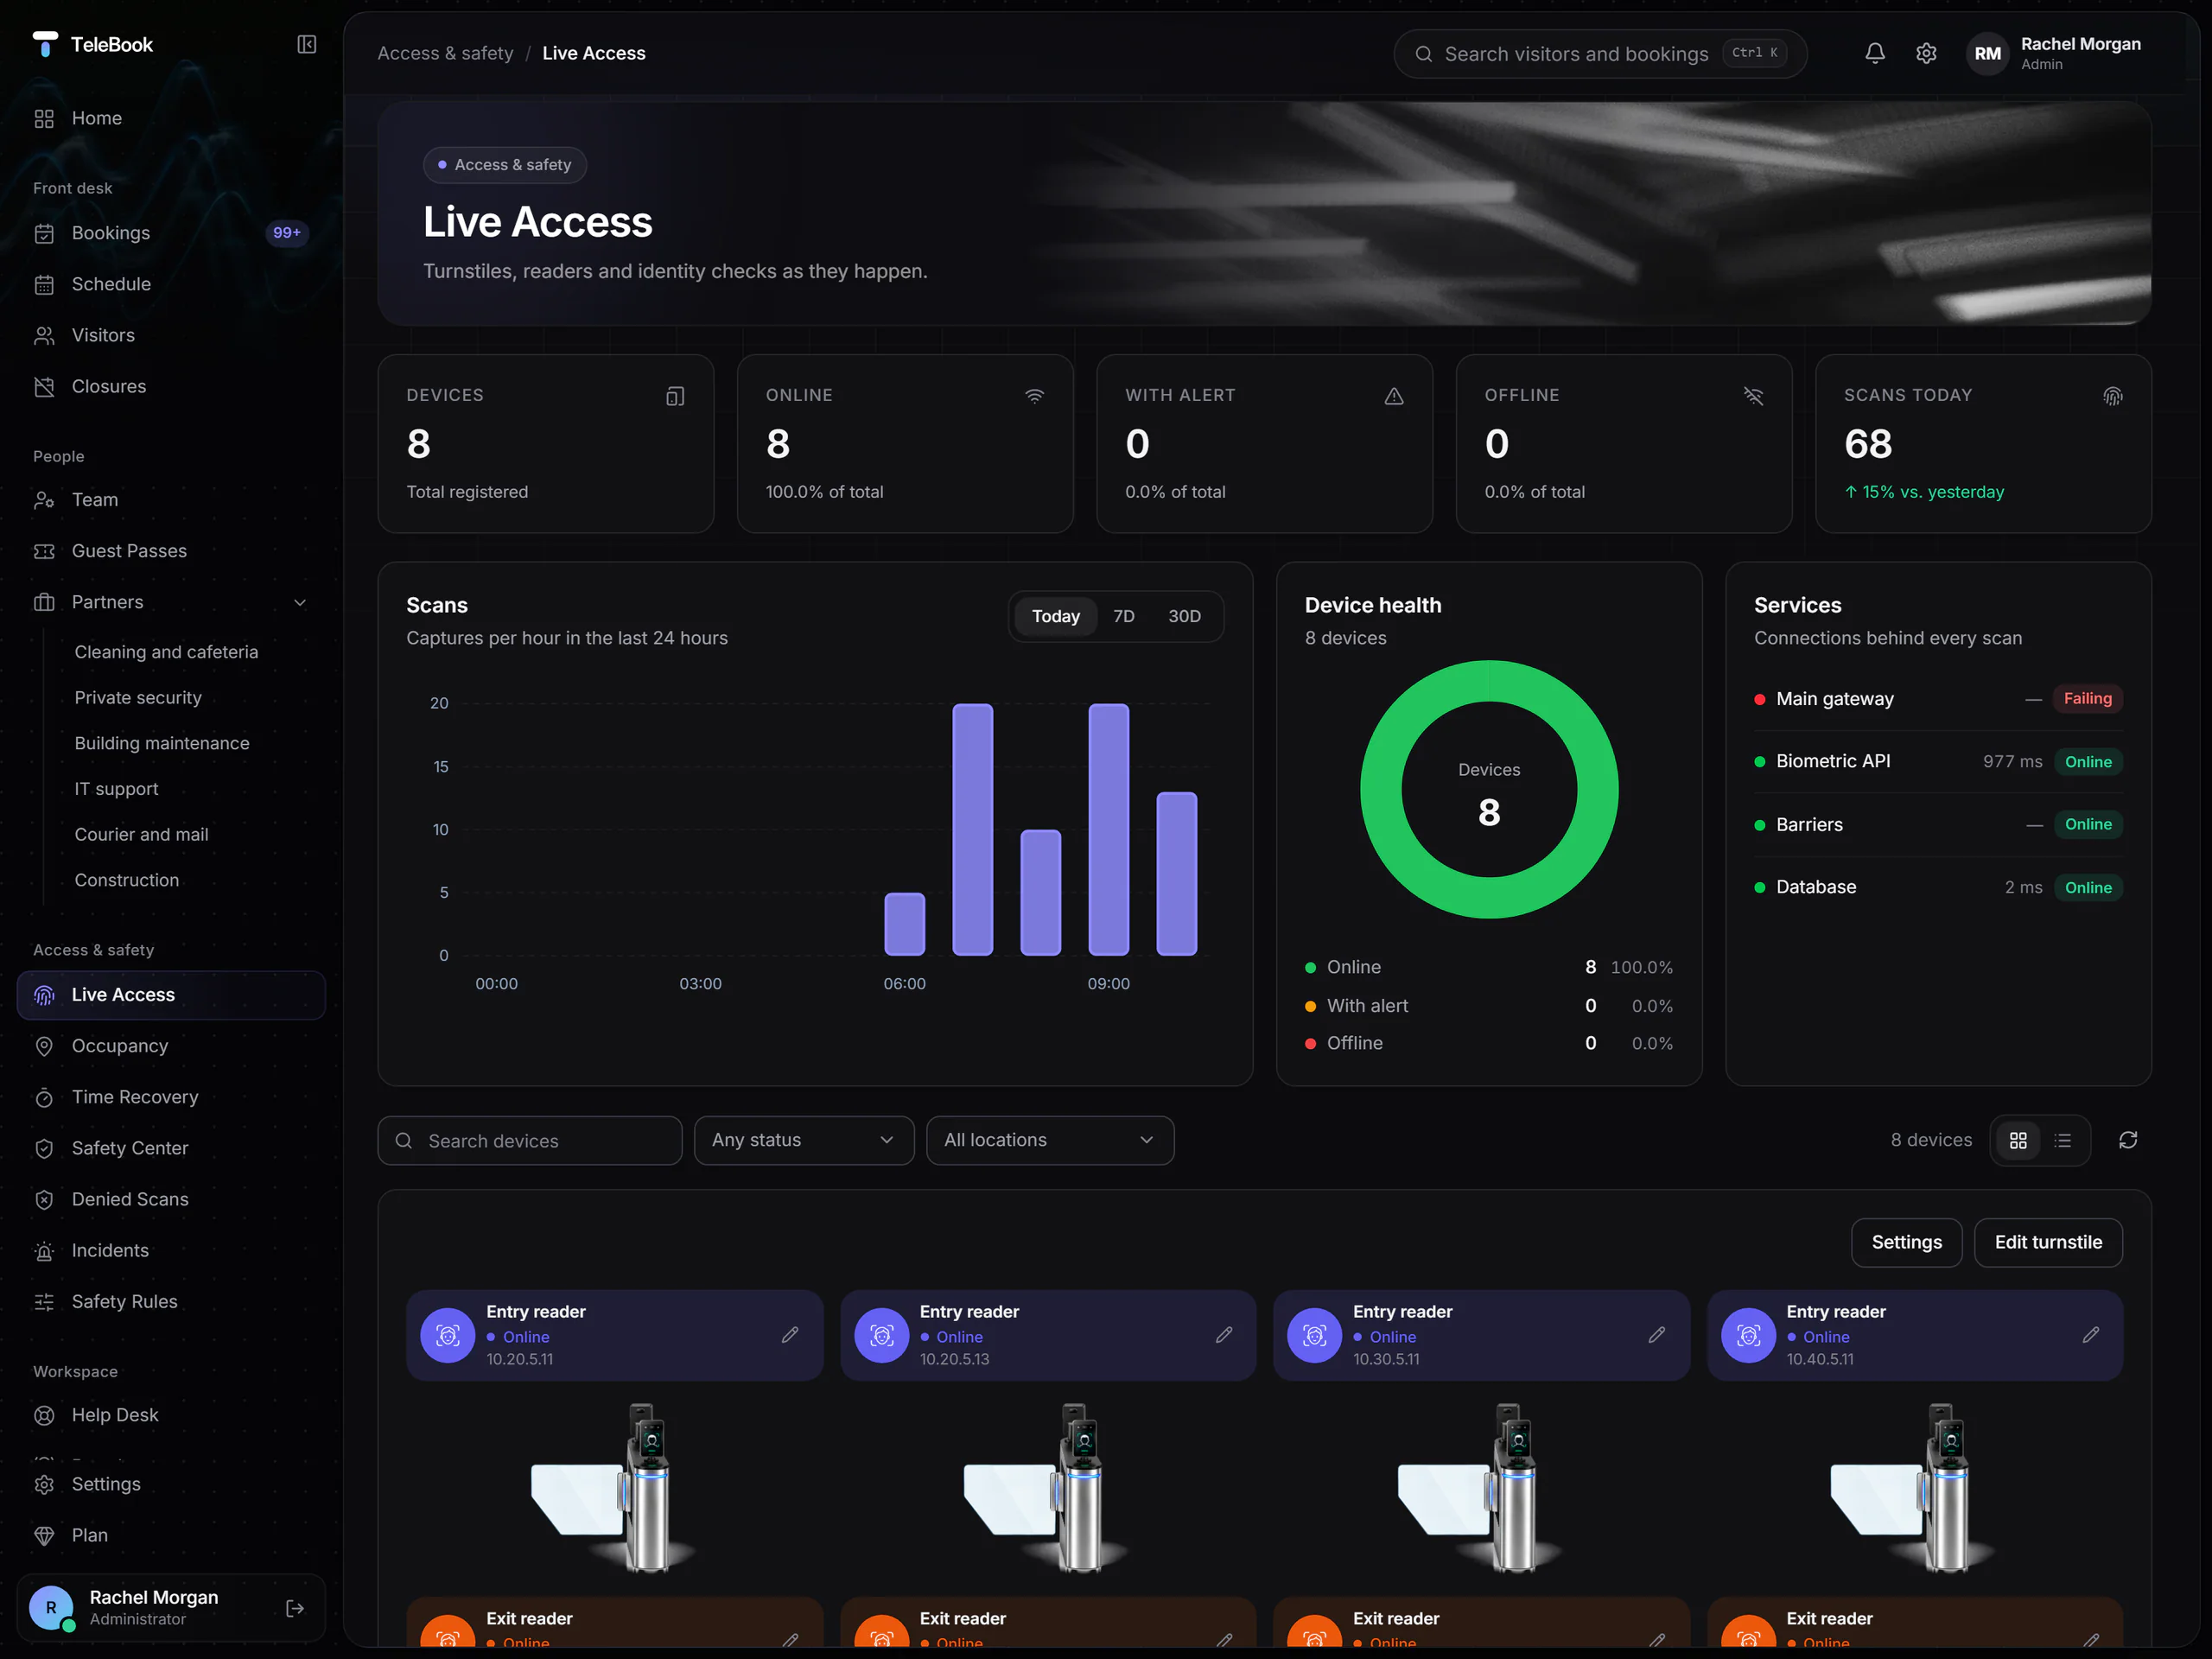 TeleBook
Home
Front desk
Bookings 99+
Schedule
Visitors
Closures
People
Team
Guest Passes
Partners
Cleaning and cafeteria
Private security
Building maintenance
IT support
Courier and mail
Construction
Access & safety
Live Access
Occupancy
Time Recovery
Safety Center
Denied Scans
Incidents
Safety Rules
Workspace
Help Desk
Settings
Plan
R Rachel Morgan
Administrator
Access & safety / Live Access
Search visitors and bookings Ctrl K
RM Rachel Morgan
Admin
Access & safety
Live Access
Turnstiles, readers and identity checks as they happen.
DEVICES
8
Total registered
ONLINE
8
100.0% of total
WITH ALERT
0
0.0% of total
OFFLINE
0
0.0% of total
SCANS TODAY
68
↑ 15% vs. yesterday
Scans
Captures per hour in the last 24 hours
Today 7D 30D
20
15
10
5
0
00:00 03:00 06:00 09:00
Device health
8 devices
Devices
8
Online 8 100.0%
With alert 0 0.0%
Offline 0 0.0%
Services
Connections behind every scan
Main gateway — Failing
Biometric API 977 ms Online
Barriers — Online
Database 2 ms Online
Search devices Any status All locations 8 devices
Settings Edit turnstile
Entry reader
Online
10.20.5.11
Entry reader
Online
10.20.5.13
Entry reader
Online
10.30.5.11
Entry reader
Online
10.40.5.11
Exit reader
Online
Exit reader
Online
Exit reader
Online
Exit reader
Online